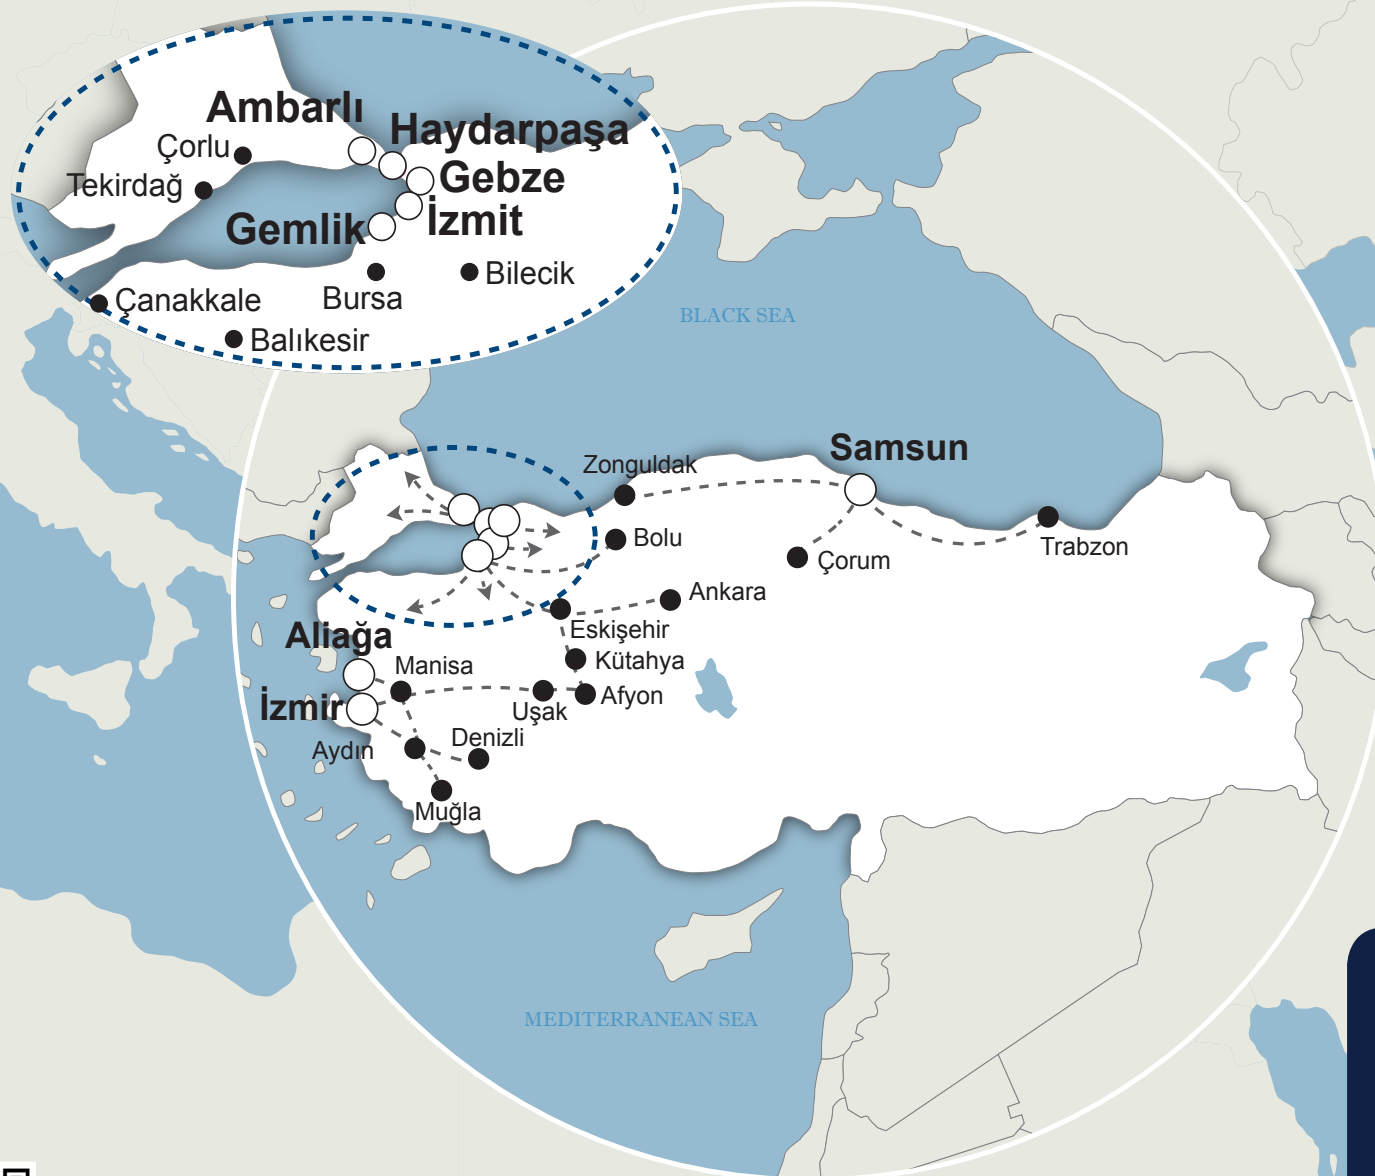 Ambarlı
Haydarpaşa
Çorlu
Gebze
Tekirdağ
İzmit
Gemlik
Bilecik
Bursa
Çanakkale
Balıkesir
BLACK SEA
Samsun
Zonguldak
Bolu
Trabzon
Çorum
Ankara
Eskişehir
Aliağa
Kütahya
Manisa
Afyon
İzmir
Uşak
Denizli
Aydın
Muğla
MEDITERRANEAN SEA